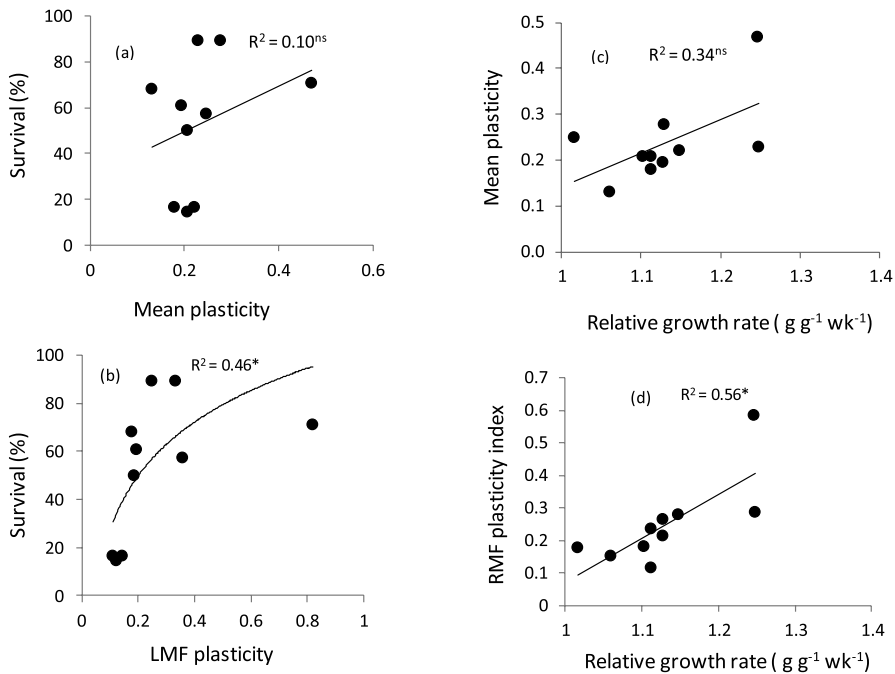 100
80
60
40
20
0
Survival (%)
(a)
R² = 0.10ns
0
0.2
0.4
0.6
Mean plasticity
0.5
0.4
0.3
0.2
0.1
0.0
Mean plasticity
(c)
R² = 0.34ns
1
1.1
1.2
1.3
1.4
Relative growth rate ( g g-1 wk-1)
100
80
60
40
20
0
Survival (%)
(b)
R² = 0.46*
0
0.2
0.4
0.6
0.8
1
LMF plasticity
0.7
0.6
0.5
0.4
0.3
0.2
0.1
0
RMF plasticity index
(d)
R² = 0.56*
1
1.1
1.2
1.3
1.4
Relative growth rate ( g g-1 wk-1)